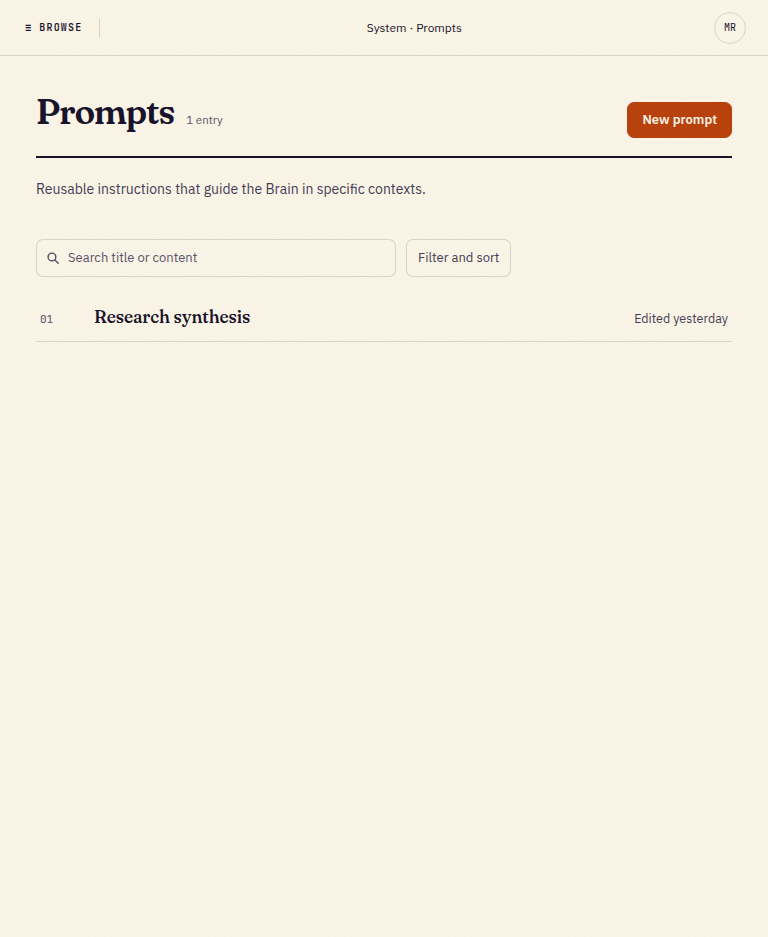 ≡ BROWSE
System · Prompts
MR
Prompts
1 entry
New prompt
Reusable instructions that guide the Brain in specific contexts.
Search title or content
Filter and sort
01
Research synthesis
Edited yesterday